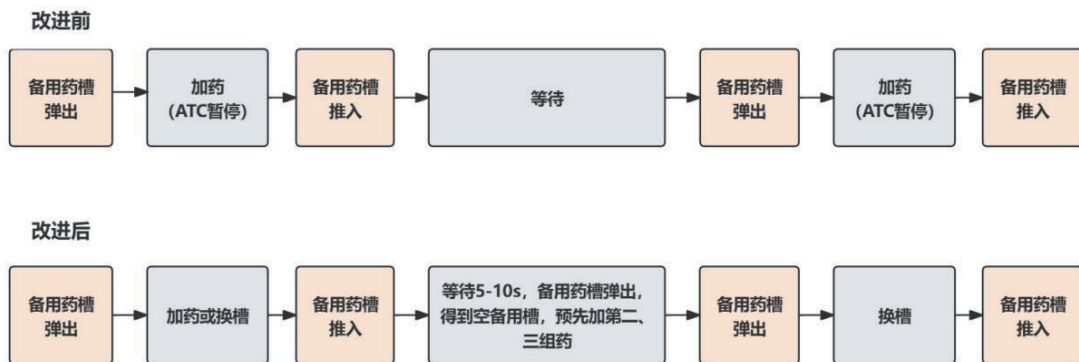 改进前
备用药槽
弹出
加药
(ATC暂停)
备用药槽
推入
等待
备用药槽
弹出
加药
(ATC暂停)
备用药槽
推入
改进后
备用药槽
弹出
加药或换槽
备用药槽
推入
等待5-10s，备用药槽弹出，
得到空备用槽，预先加第二、
三组药
备用药槽
弹出
换槽
备用药槽
推入